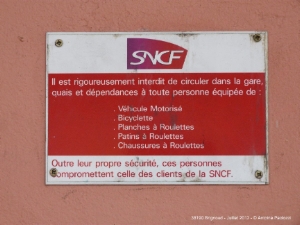 SNCF
Il est rigoureusement interdit de circuler dans la gare,
quais et dépendances à toute personne équipée de :
. Véhicule Motorisé
. Bicyclette
. Planches à Roulettes
. Patins à Roulettes
. Chaussures à Roulettes
Outre leur propre sécurité, ces personnes
compromettent celle des clients de la SNCF.